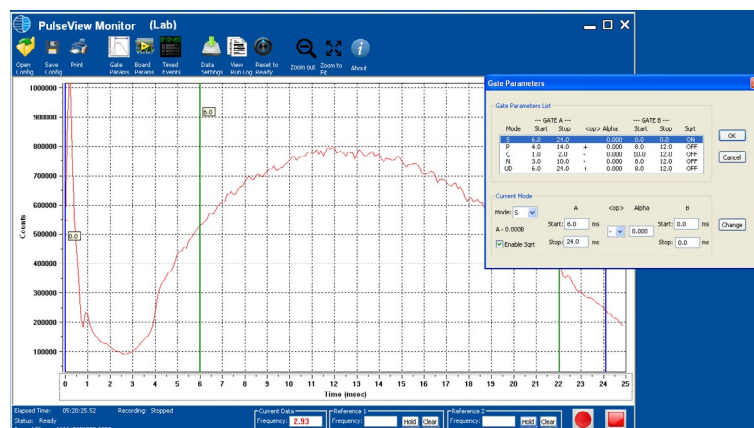 PulseView Monitor (Lab)
Open Config
Save Config
Print
Gate Params
Board Params
Timed Events
Data Settings
View Run Log
Reset to Ready
Zoom out
Zoom to Fit
About
1000000
900000
800000
700000
600000
500000
400000
300000
200000
100000
Counts
6.0
0.0
0 1 2 3 4 5 6 7 8 9 10 11 12 13 14 15 16 17 18 19 20 21 22 23 24 25
Time (msec)
Gate Parameters
Gate Parameters List
--- GATE A --- --- GATE B ---
Mode Start Stop <op> Alpha Start Stop Sqrt
S 6.0 24.0 - 0.000 0.0 0.0 ON
P 4.0 14.0 + 0.000 8.0 12.0 OFF
C 1.0 2.0 - 0.000 10.0 12.0 OFF
N 3.0 10.0 - 0.000 8.0 12.0 OFF
UD 6.0 24.0 + 0.000 8.0 12.0 OFF
OK
Cancel
Current Mode
A <op> Alpha B
Mode: S
Start: 6.0 ms - 0.000 Start: 0.0 ms
Change
A - 0.000B
Enable Sqrt
Stop: 24.0 ms Stop: 0.0 ms
Elapsed Time: 05:20:25.52 Recording: Stopped
Status: Ready
Current Data
Frequency: 2.93
Reference 1
Frequency: Hold Clear
Reference 2
Frequency: Hold Clear